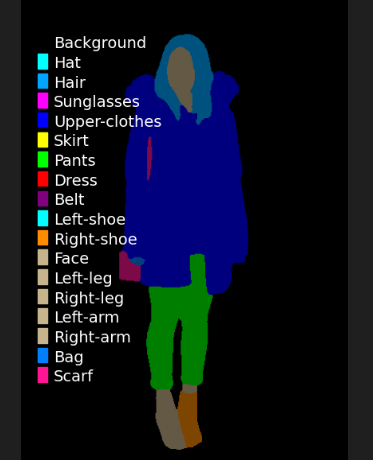 Background
Hat
Hair
Sunglasses
Upper-clothes
Skirt
Pants
Dress
Belt
Left-shoe
Right-shoe
Face
Left-leg
Right-leg
Left-arm
Right-arm
Bag
Scarf